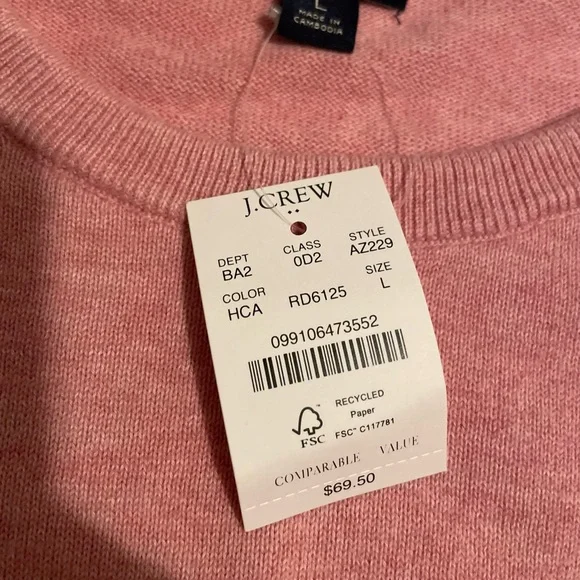 L
MADE IN
CAMBODIA
J.CREW
DEPT CLASS STYLE
BA2 0D2 AZ229
COLOR SIZE
HCA RD6125 L
099106473552
RECYCLED
Paper
FSC™ C117781
FSC
COMPARABLE VALUE
$69.50